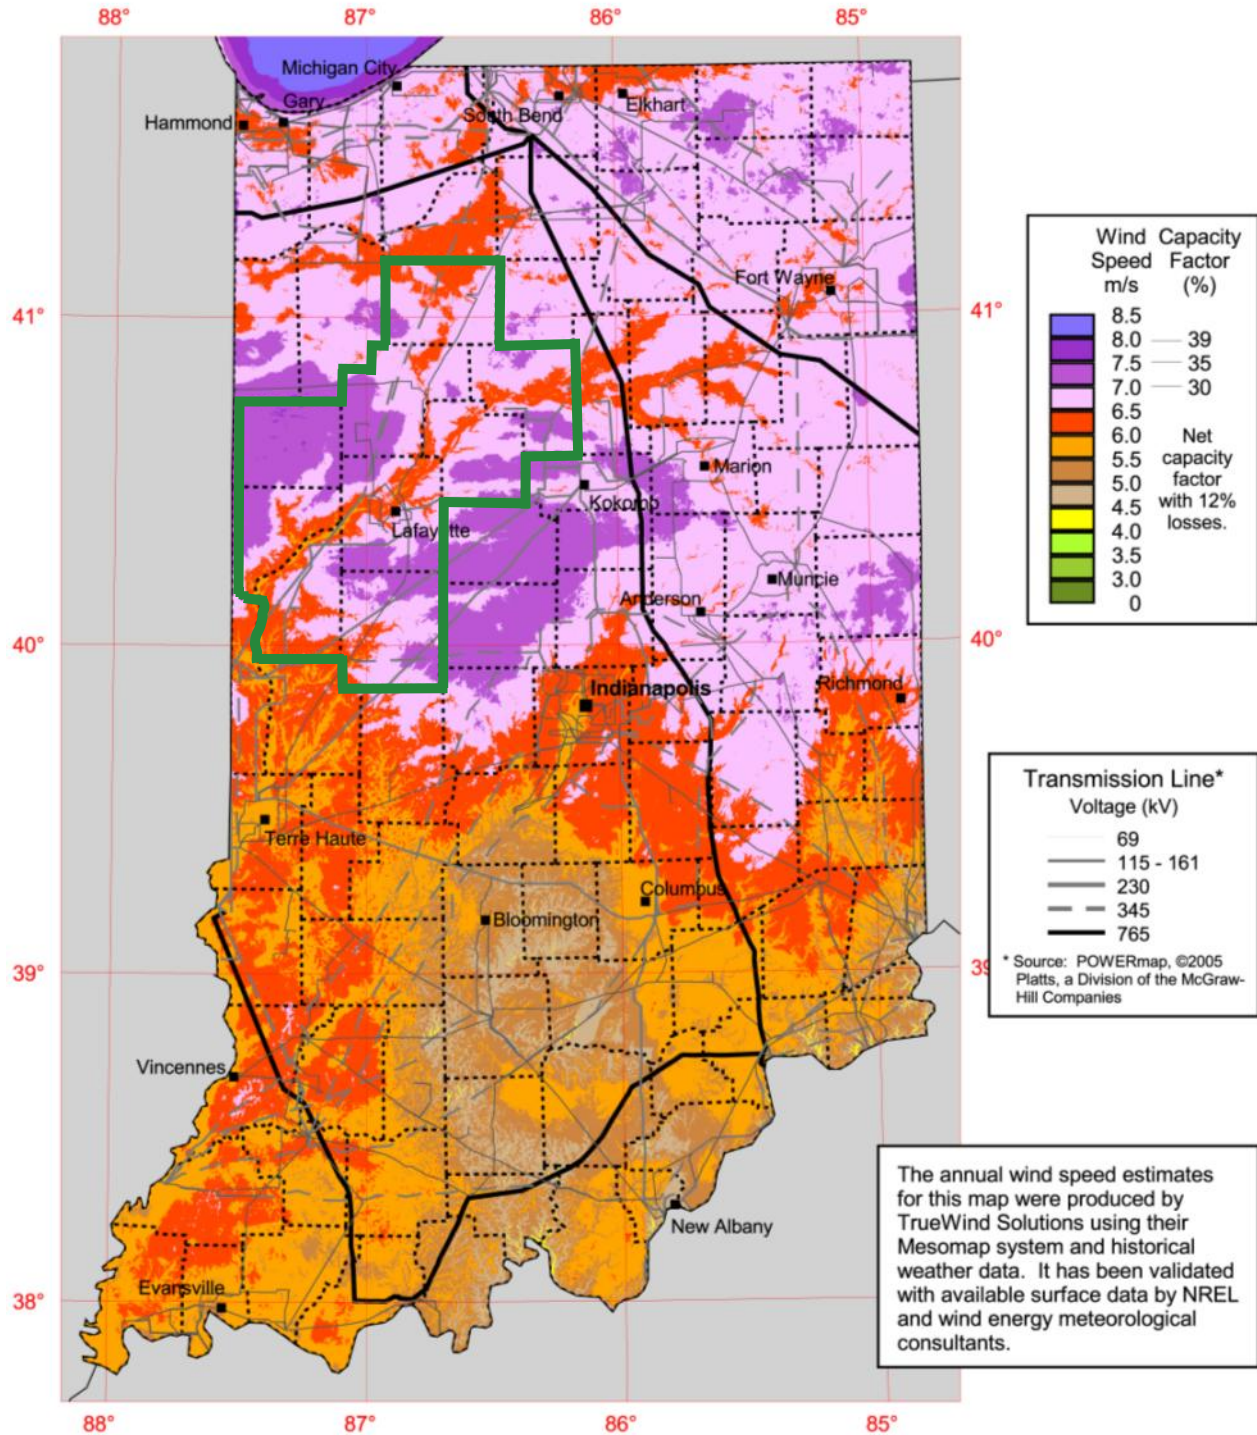 88°
87°
86°
85°
Michigan City
Gary
Hammond
South Bend
Elkhart
Fort Wayne
41°
41°
Marion
Kokomo
Lafayette
Muncie
Anderson
40°
40°
Indianapolis
Richmond
Terre Haute
Columbus
Bloomington
39°
39
Vincennes
New Albany
Evansville
38°
88°
87°
86°
85°
Wind Capacity
Speed Factor
m/s (%)
8.5
8.0 39
7.5 35
7.0 30
6.5
6.0
5.5
5.0
4.5
4.0
3.5
3.0
0
Net
capacity
factor
with 12%
losses.
Transmission Line*
Voltage (kV)
69
115 - 161
230
345
765
* Source: POWERmap, ©2005
Platts, a Division of the McGraw-
Hill Companies
The annual wind speed estimates
for this map were produced by
TrueWind Solutions using their
Mesomap system and historical
weather data. It has been validated
with available surface data by NREL
and wind energy meteorological
consultants.